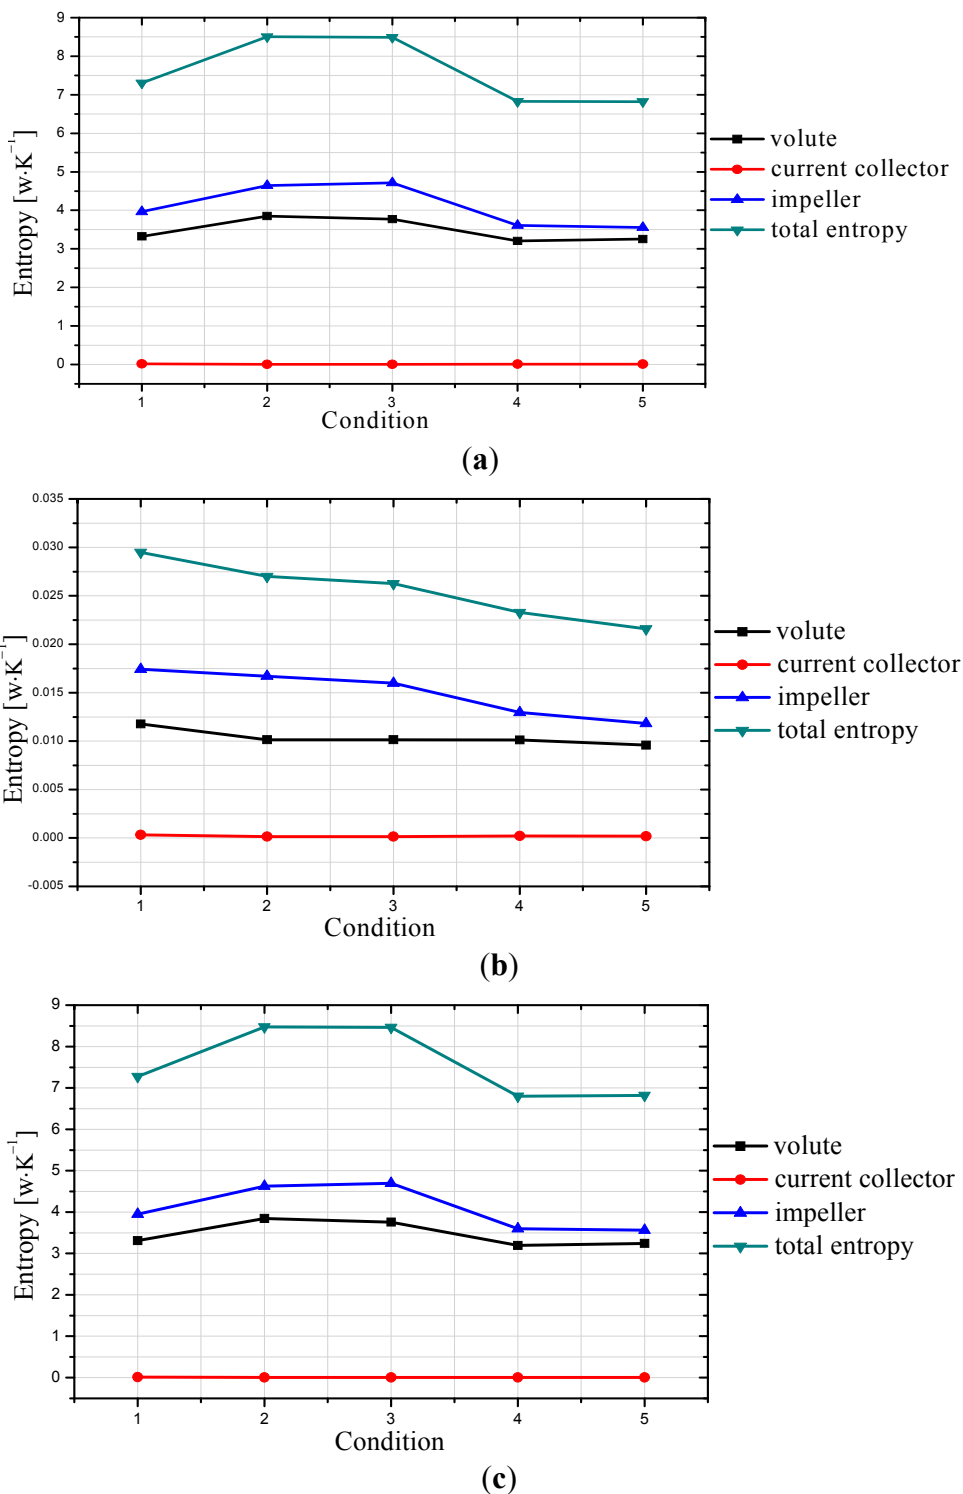 9
8
7
6
5
4
3
2
1
0
Entropy [w·K⁻¹]
1 2 3 4 5
Condition
volute
current collector
impeller
total entropy
(a)
0.035
0.030
0.025
0.020
0.015
0.010
0.005
0.000
-0.005
Entropy [w·K⁻¹]
1 2 3 4 5
Condition
volute
current collector
impeller
total entropy
(b)
9
8
7
6
5
4
3
2
1
0
Entropy [w·K⁻¹]
1 2 3 4 5
Condition
volute
current collector
impeller
total entropy
(c)